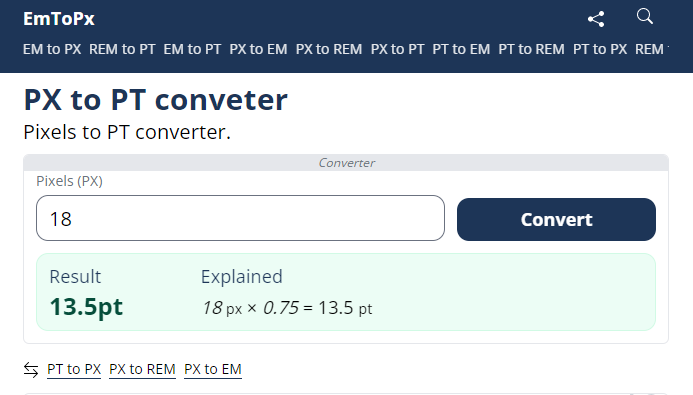 EmToPx
EM to PX REM to PT EM to PT PX to EM PX to REM PX to PT PT to EM PT to REM PT to PX REM
PX to PT conveter
Pixels to PT converter.
Converter
Pixels (PX)
18
Convert
Result Explained
13.5pt 18 px × 0.75 = 13.5 pt
PT to PX PX to REM PX to EM